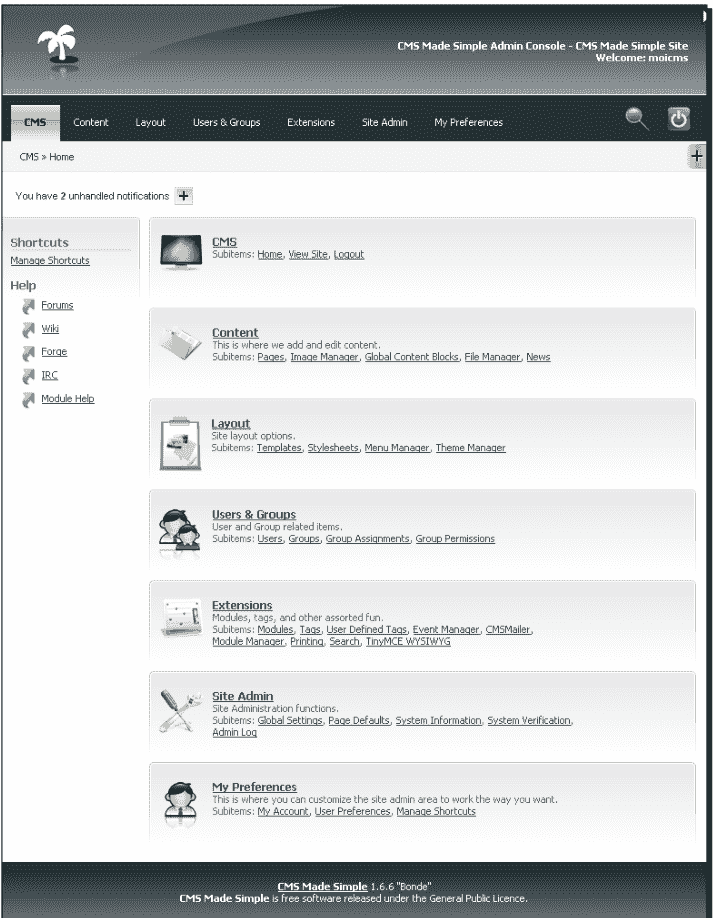 CMS Made Simple Admin Console - CMS Made Simple Site
Welcome: moicms
CMS Content Layout Users & Groups Extensions Site Admin My Preferences
CMS » Home
You have 2 unhandled notifications
Shortcuts
Manage Shortcuts
Help
Forums
Wiki
Forge
IRC
Module Help
CMS
Subitems: Home, View Site, Logout
Content
This is where we add and edit content.
Subitems: Pages, Image Manager, Global Content Blocks, File Manager, News
Layout
Site layout options.
Subitems: Templates, Stylesheets, Menu Manager, Theme Manager
Users & Groups
User and Group related items.
Subitems: Users, Groups, Group Assignments, Group Permissions
Extensions
Modules, tags, and other assorted fun.
Subitems: Modules, Tags, User Defined Tags, Event Manager, CMSMailer,
Module Manager, Printing, Search, TinyMCE WYSIWYG
Site Admin
Site Administration functions.
Subitems: Global Settings, Page Defaults, System Information, System Verification,
Admin Log
My Preferences
This is where you can customize the site admin area to work the way you want.
Subitems: My Account, User Preferences, Manage Shortcuts
CMS Made Simple 1.6.6 "Bonde"
CMS Made Simple is free software released under the General Public Licence.